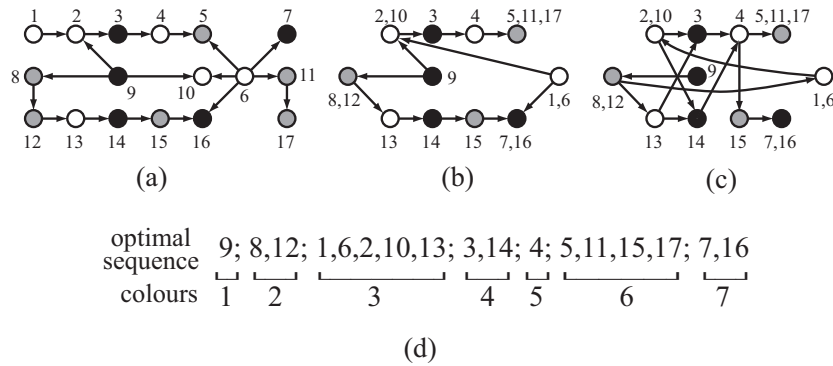 1 2 3 4 5 7
8 9 10 6 11
12 13 14 15 16 17
(a)
2,10 3 4 5,11,17
8,12 9 1,6
13 14 15 7,16
(b)
2,10 3 4 5,11,17
8,12 9 1,6
13 14 15 7,16
(c)
optimal sequence 9; 8,12; 1,6,2,10,13; 3,14; 4; 5,11,15,17; 7,16
colours 1 2 3 4 5 6 7
(d)